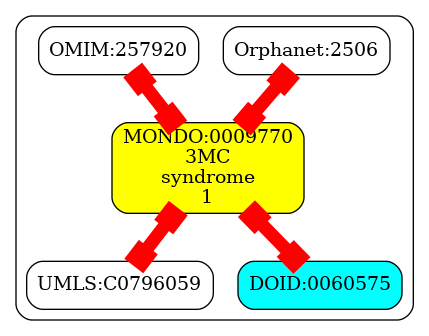 OMIM:257920
Orphanet:2506
MONDO:0009770
3MC
syndrome
1
UMLS:C0796059
DOID:0060575